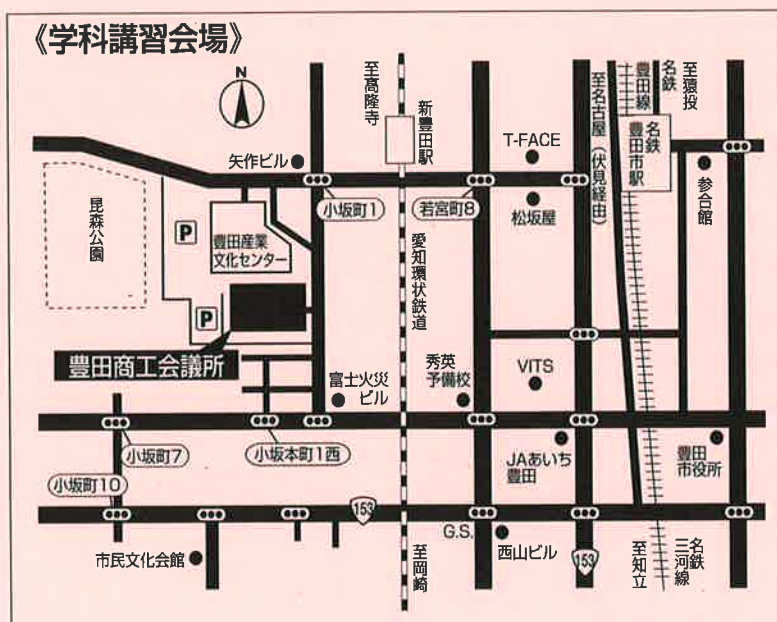 《学科講習会場》
N
至高隆寺
新豊田駅
T-FACE
至名古屋（伏見経由）
名鉄
豊田線
至猿投
名鉄
豊田市駅
矢作ビル
参合館
小坂町1
若宮町8
松坂屋
昆森公園
P
豊田産業
文化センター
愛知環状鉄道
P
豊田商工会議所
富士火災
ビル
秀英
予備校
VITS
小坂町7
小坂本町1西
JAあいち
豊田
豊田
市役所
小坂町10
153
G.S.
西山ビル
153
市民文化会館
至岡崎
至知立
名鉄
三河線